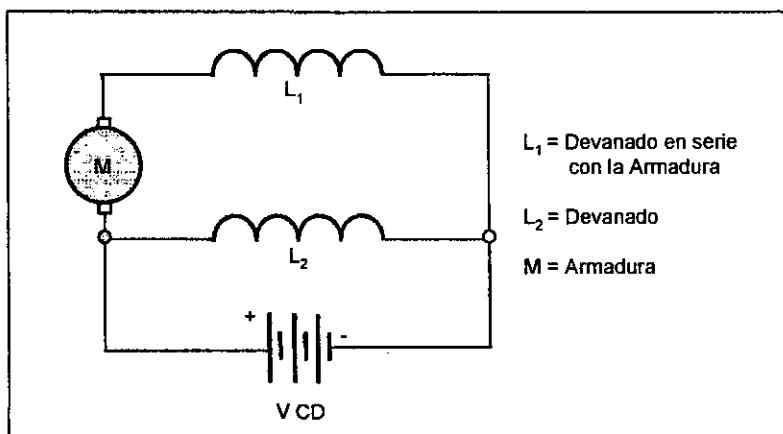 L₁
L₁ = Devanado en serie
con la Armadura
M
L₂ = Devanado
L₂
M = Armadura
+
-
V CD